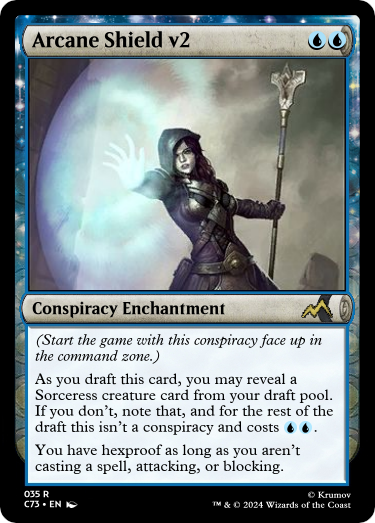 Arcane Shield v2
Conspiracy Enchantment
(Start the game with this conspiracy face up in
the command zone.)
As you draft this card, you may reveal a
Sorceress creature card from your draft pool.
If you don't, note that, and for the rest of the
draft this isn't a conspiracy and costs .
You have hexproof as long as you aren't
casting a spell, attacking, or blocking.
035 R
C73 • EN
© Krumov
™ & © 2024 Wizards of the Coast